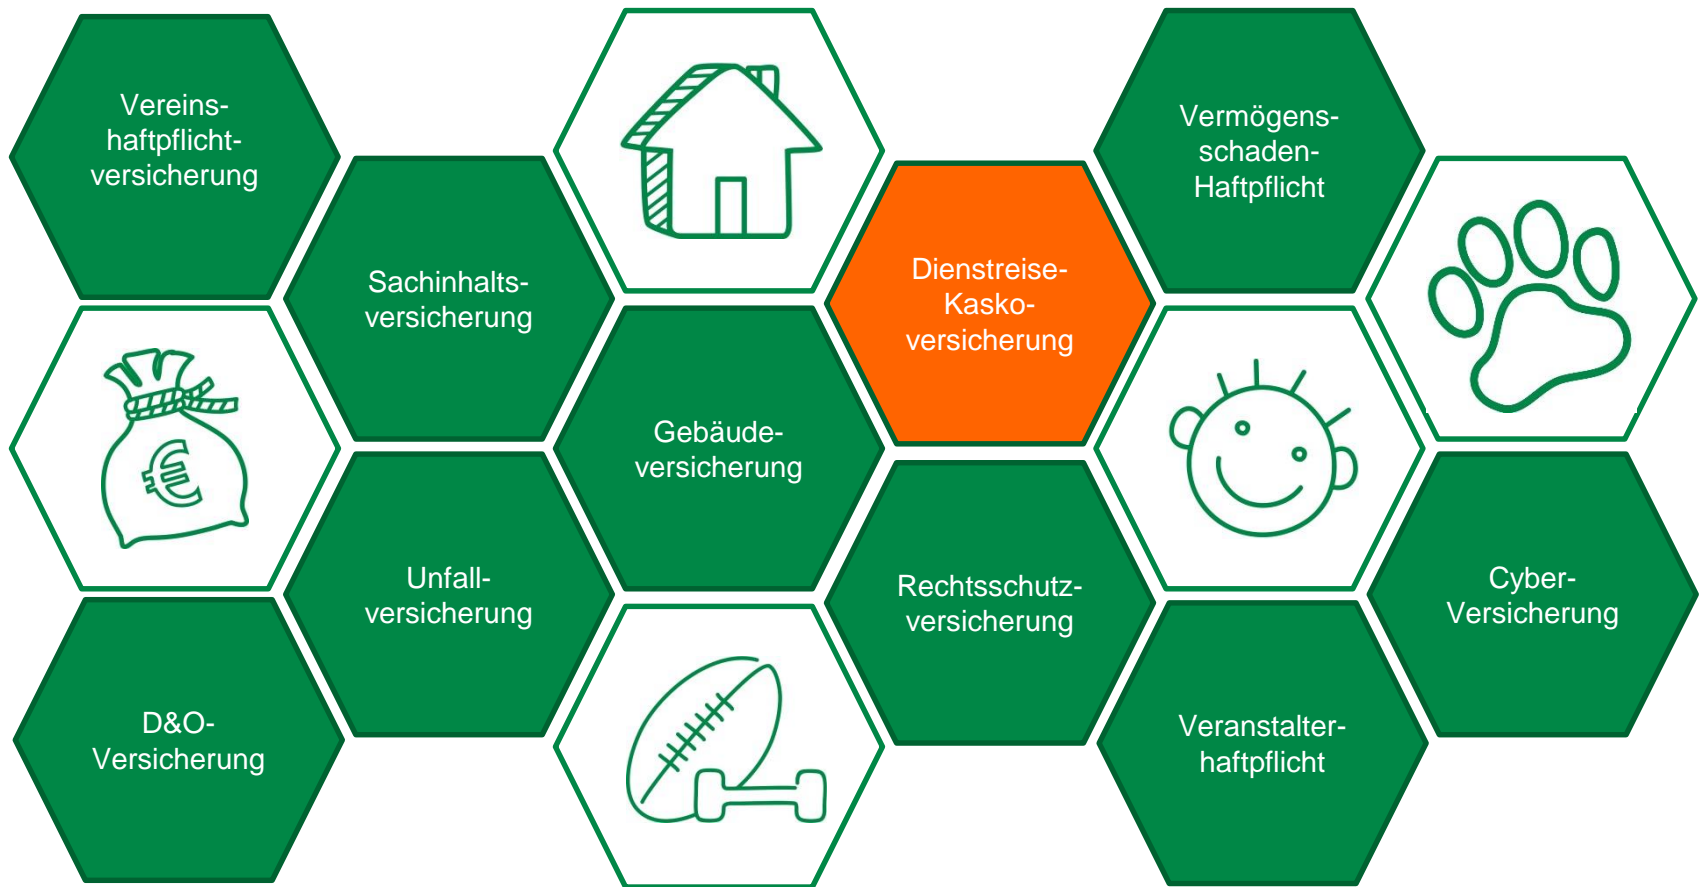 Vereins-
haftpflicht-
versicherung
Sachinhalts-
versicherung
Dienstreise-
Kasko-
versicherung
Vermögens-
schaden-
Haftpflicht
Gebäude-
versicherung
€
Unfall-
versicherung
Rechtsschutz-
versicherung
Cyber-
Versicherung
D&O-
Versicherung
Veranstalter-
haftpflicht